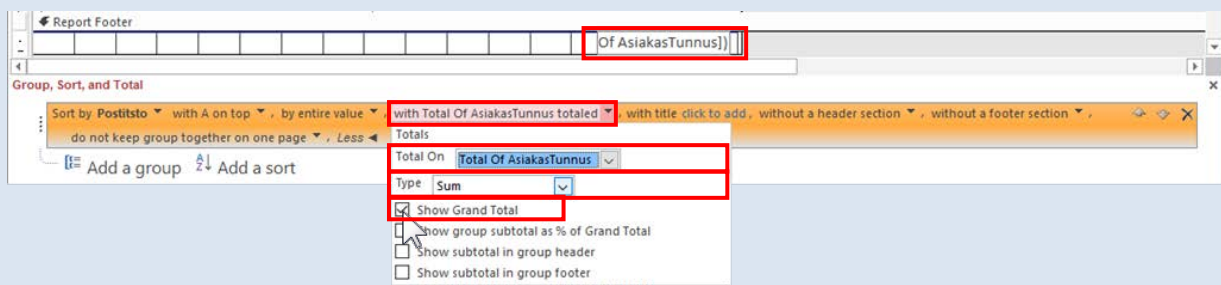 Report Footer
Of AsiakasTunnus])
Group, Sort, and Total
Sort by Postitsto with A on top , by entire value , with Total Of AsiakasTunnus totaled , with title click to add , without a header section , without a footer section ,
do not keep group together on one page , Less
Totals
Add a group
Add a sort
Total On Total Of AsiakasTunnus
Type Sum
Show Grand Total
Show group subtotal as % of Grand Total
Show subtotal in group header
Show subtotal in group footer